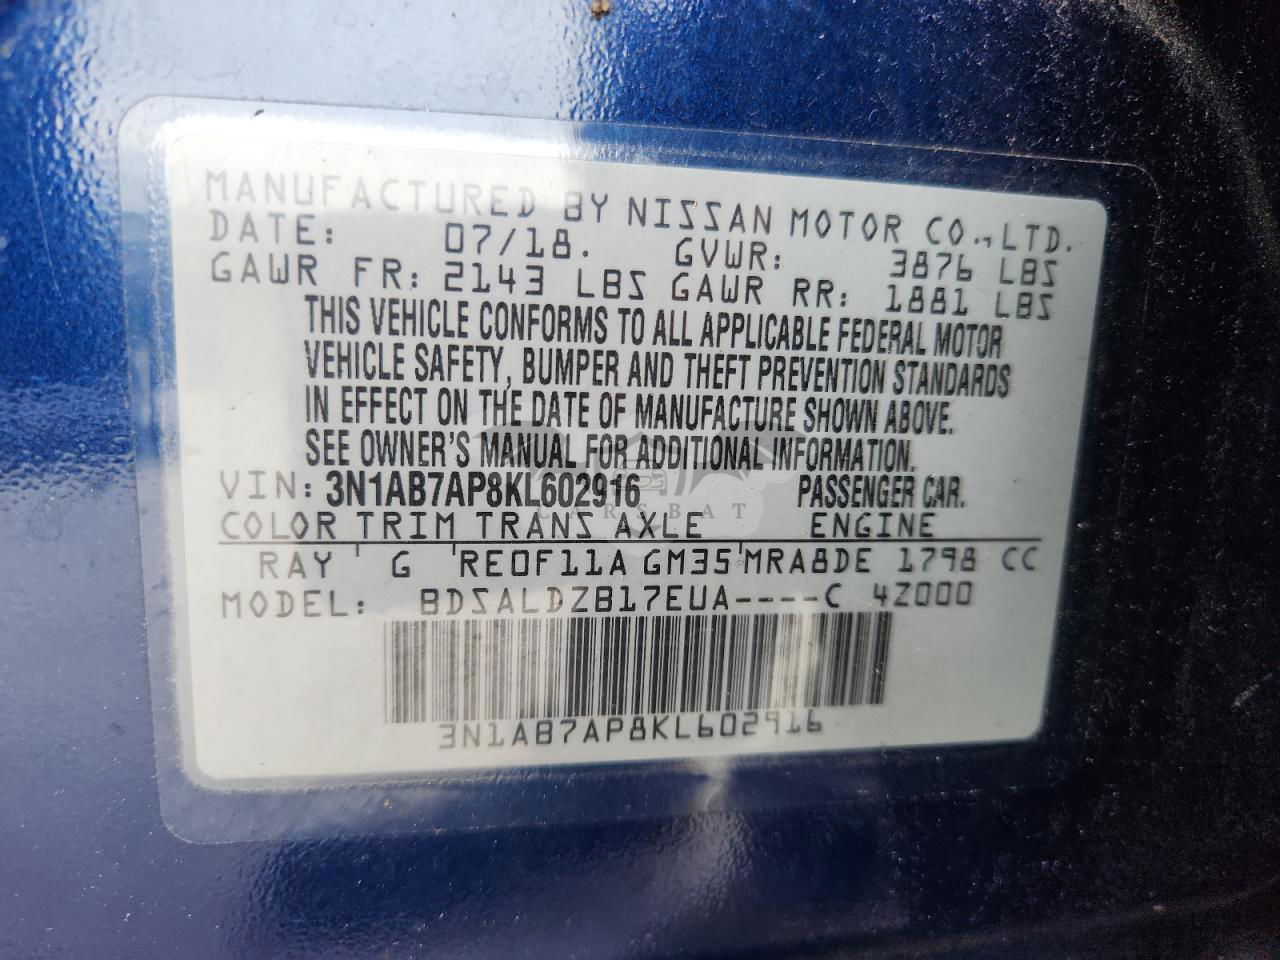 MANUFACTURED BY NISSAN MOTOR CO., LTD.
DATE: 07/18. GVWR: 3876 LBS
GAWR FR: 2143 LBS GAWR RR: 1881 LBS
THIS VEHICLE CONFORMS TO ALL APPLICABLE FEDERAL MOTOR
VEHICLE SAFETY, BUMPER AND THEFT PREVENTION STANDARDS
IN EFFECT ON THE DATE OF MANUFACTURE SHOWN ABOVE.
SEE OWNER'S MANUAL FOR ADDITIONAL INFORMATION.
VIN: 3N1AB7AP8KL602916 PASSENGER CAR.
CARSBAT
COLOR TRIM TRANS AXLE ENGINE
RAY G RE0F11A GM35 MRA8DE 1798 CC
MODEL: BDSALDZB17EUA----C 4Z000
3N1AB7AP8KL602916